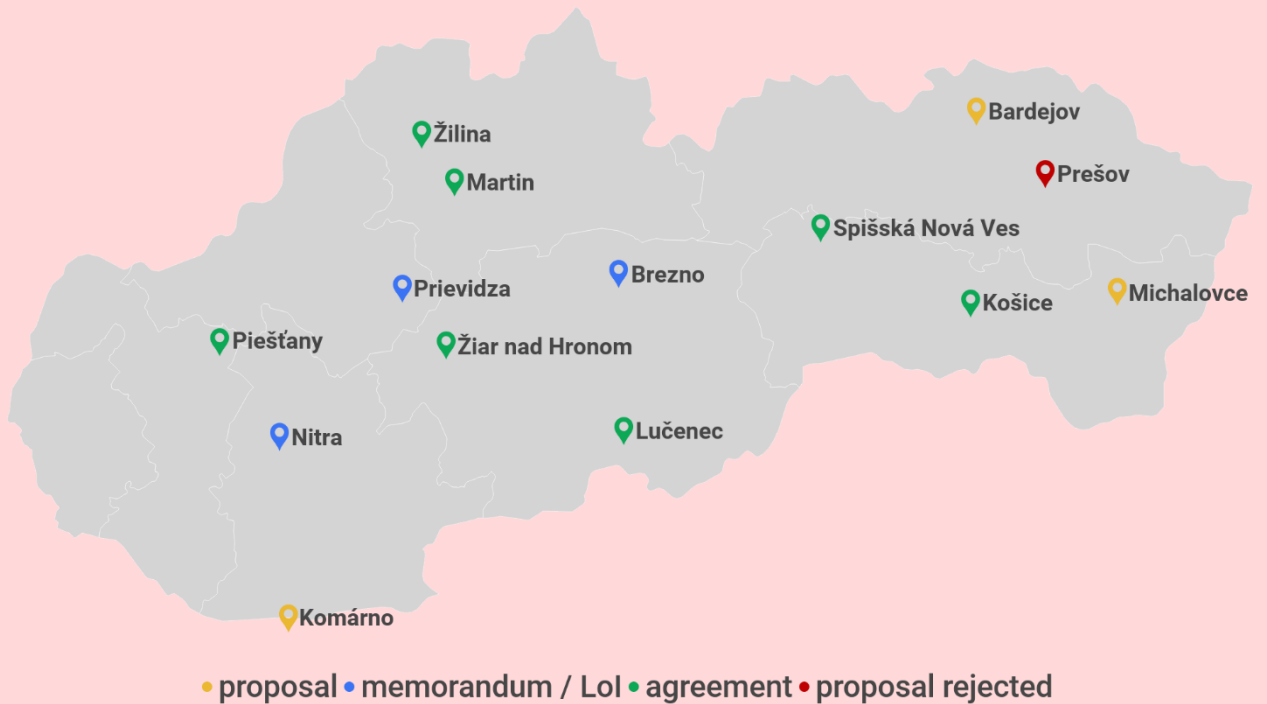 Bardejov
Žilina
Prešov
Martin
Spišská Nová Ves
Brezno
Prievidza
Michalovce
Košice
Piešťany
Žiar nad Hronom
Lučenec
Nitra
Komárno
proposal memorandum / LoI agreement proposal rejected